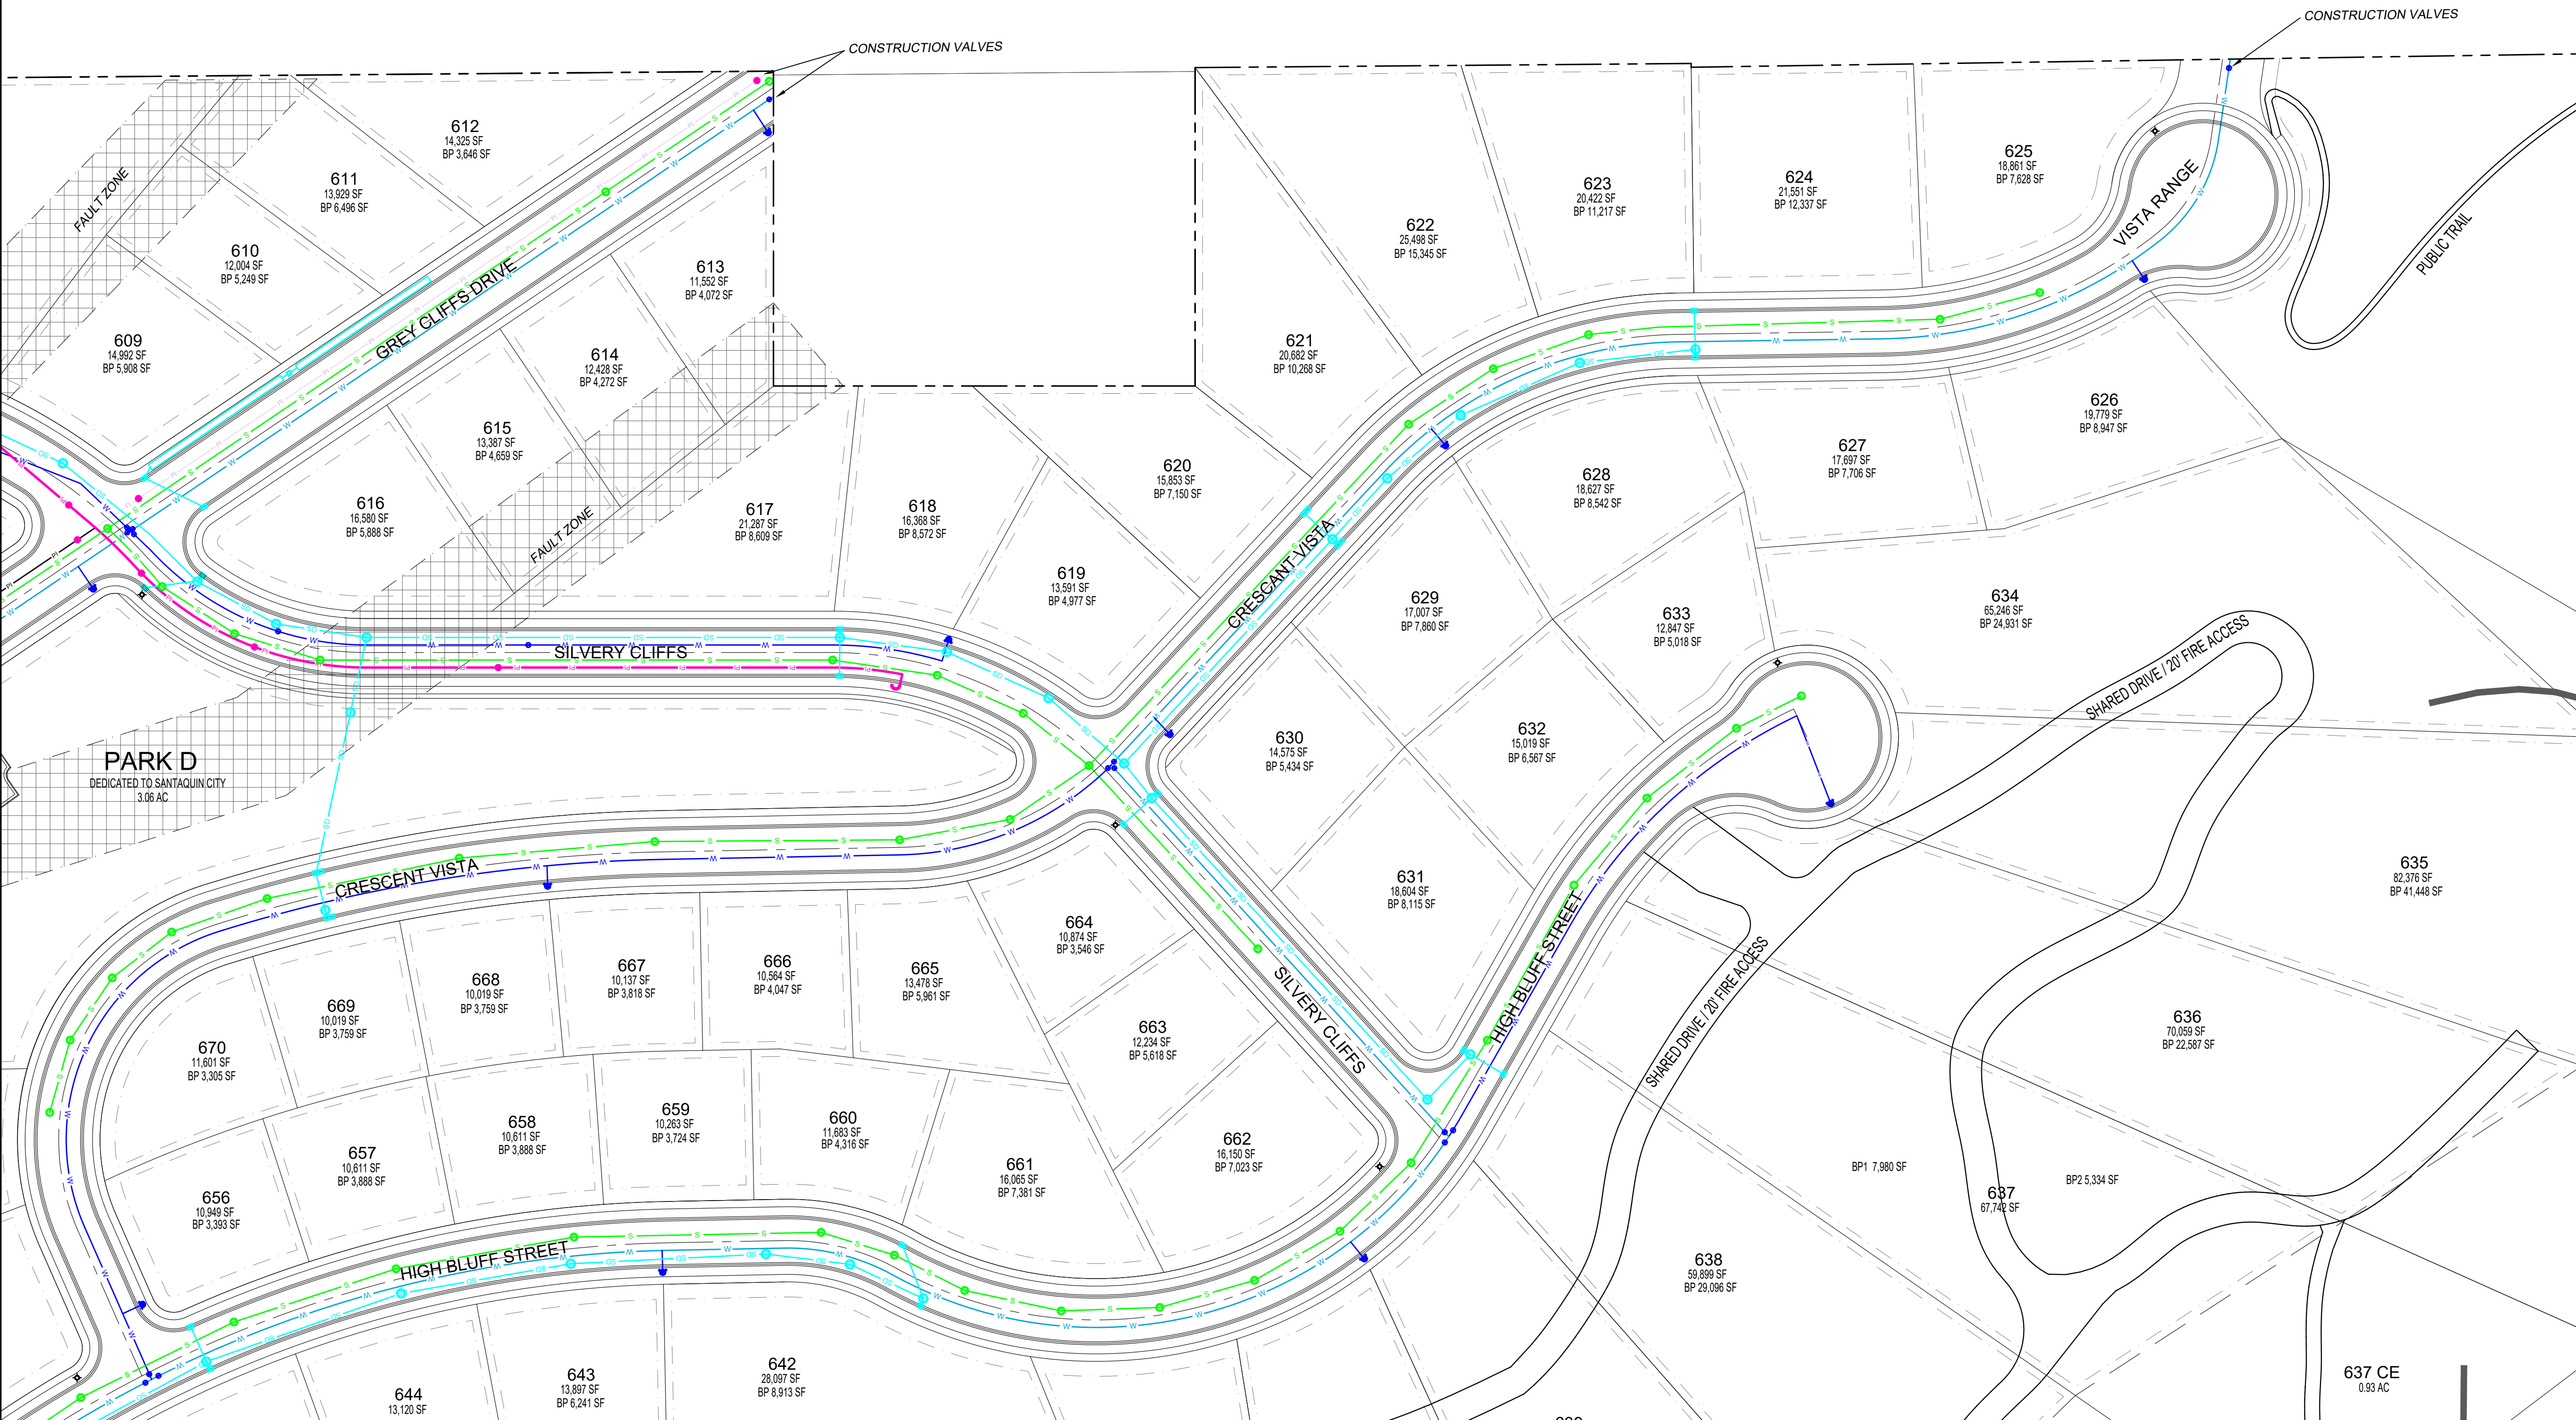 CONSTRUCTION VALVES
CONSTRUCTION VALVES
612
14,325 SF
BP 3,646 SF
611
13,929 SF
BP 6,496 SF
610
12,004 SF
BP 5,249 SF
609
14,992 SF
BP 5,908 SF
FAULT ZONE
GREY CLIFFS DRIVE
613
11,552 SF
BP 4,072 SF
614
12,428 SF
BP 4,272 SF
615
13,387 SF
BP 4,659 SF
616
16,580 SF
BP 5,888 SF
FAULT ZONE
617
21,287 SF
BP 8,609 SF
618
16,368 SF
BP 8,572 SF
619
13,591 SF
BP 4,977 SF
620
15,853 SF
BP 7,150 SF
621
20,682 SF
BP 10,268 SF
622
25,498 SF
BP 15,345 SF
623
20,422 SF
BP 11,217 SF
624
21,551 SF
BP 12,337 SF
625
18,861 SF
BP 7,628 SF
VISTA RANGE
PUBLIC TRAIL
626
19,779 SF
BP 8,947 SF
627
17,697 SF
BP 7,706 SF
628
18,627 SF
BP 8,542 SF
CRESCANT VISTA
629
17,007 SF
BP 7,860 SF
633
12,847 SF
BP 5,018 SF
634
65,246 SF
BP 24,931 SF
SHARED DRIVE / 20' FIRE ACCESS
SILVERY CLIFFS
630
14,575 SF
BP 5,434 SF
632
15,019 SF
BP 6,567 SF
631
18,604 SF
BP 8,115 SF
PARK D
DEDICATED TO SANTAQUIN CITY
3.06 AC
CRESCENT VISTA
HIGH BLUFF STREET
SHARED DRIVE / 20' FIRE ACCESS
635
82,376 SF
BP 41,448 SF
636
70,059 SF
BP 22,587 SF
SILVERY CLIFFS
664
10,874 SF
BP 3,546 SF
665
13,478 SF
BP 5,961 SF
666
10,564 SF
BP 4,047 SF
667
10,137 SF
BP 3,818 SF
668
10,019 SF
BP 3,759 SF
669
10,019 SF
BP 3,759 SF
670
11,601 SF
BP 3,305 SF
663
12,234 SF
BP 5,618 SF
662
16,150 SF
BP 7,023 SF
661
16,065 SF
BP 7,381 SF
660
11,683 SF
BP 4,316 SF
659
10,263 SF
BP 3,724 SF
658
10,611 SF
BP 3,888 SF
657
10,611 SF
BP 3,888 SF
656
10,949 SF
BP 3,393 SF
HIGH BLUFF STREET
BP1 7,980 SF
BP2 5,334 SF
637
67,742 SF
638
59,899 SF
BP 29,096 SF
642
28,097 SF
BP 8,913 SF
643
13,897 SF
BP 6,241 SF
644
13,120 SF
637 CE
0.93 AC